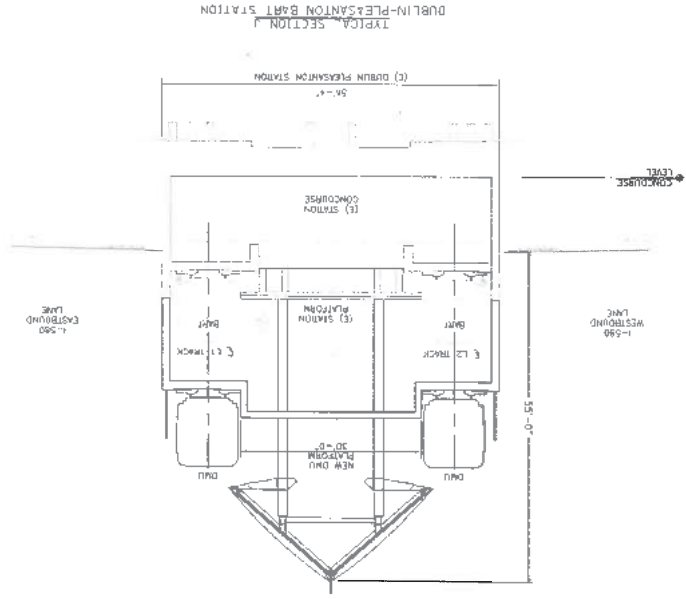 DMU
DMU
NEW DMU
PLATFORM
30'-0"
55'-0"
℄ L1 TRACK
℄ L2 TRACK
BART
BART
I-580
EASTBOUND
LANE
(E) STATION
PLATFORM
I-580
WESTBOUND
LANE
(E) STATION
CONCOURSE
CONCOURSE
LEVEL
56'-4"
(E) DUBLIN PLEASANTON STATION
TYPICAL SECTION J
DUBLIN-PLEASANTON BART STATION